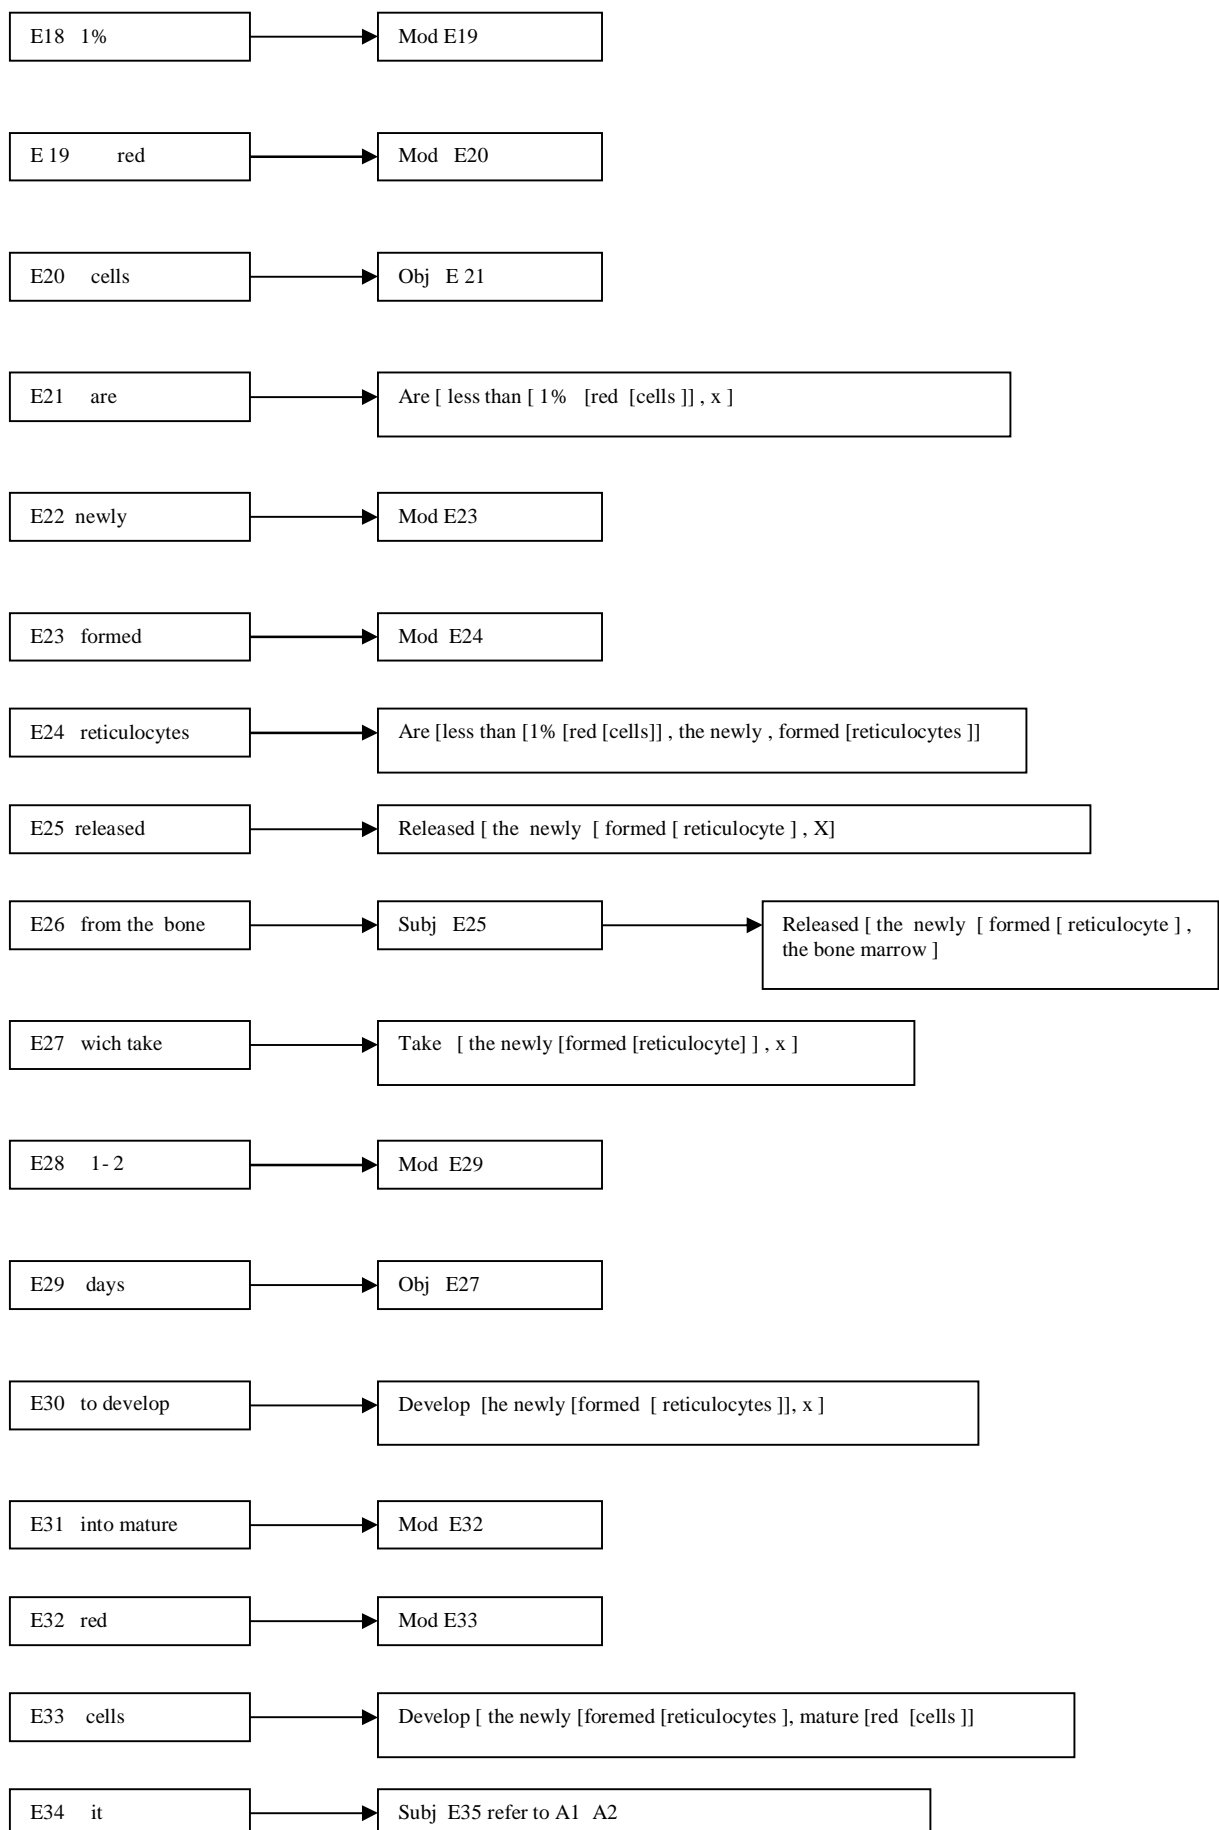 E18 1% Mod E19
E 19 red Mod E20
E20 cells Obj E 21
E21 are Are [ less than [ 1% [red [cells ]] , x ]
E22 newly Mod E23
E23 formed Mod E24
E24 reticulocytes Are [less than [1% [red [cells]] , the newly , formed [reticulocytes ]]
E25 released Released [ the newly [ formed [ reticulocyte ] , X]
E26 from the bone Subj E25 Released [ the newly [ formed [ reticulocyte ] ,
the bone marrow ]
E27 wich take Take [ the newly [formed [reticulocyte] ] , x ]
E28 1- 2 Mod E29
E29 days Obj E27
E30 to develop Develop [he newly [formed [ reticulocytes ]], x ]
E31 into mature Mod E32
E32 red Mod E33
E33 cells Develop [ the newly [foremed [reticulocytes ], mature [red [cells ]]
E34 it Subj E35 refer to A1 A2